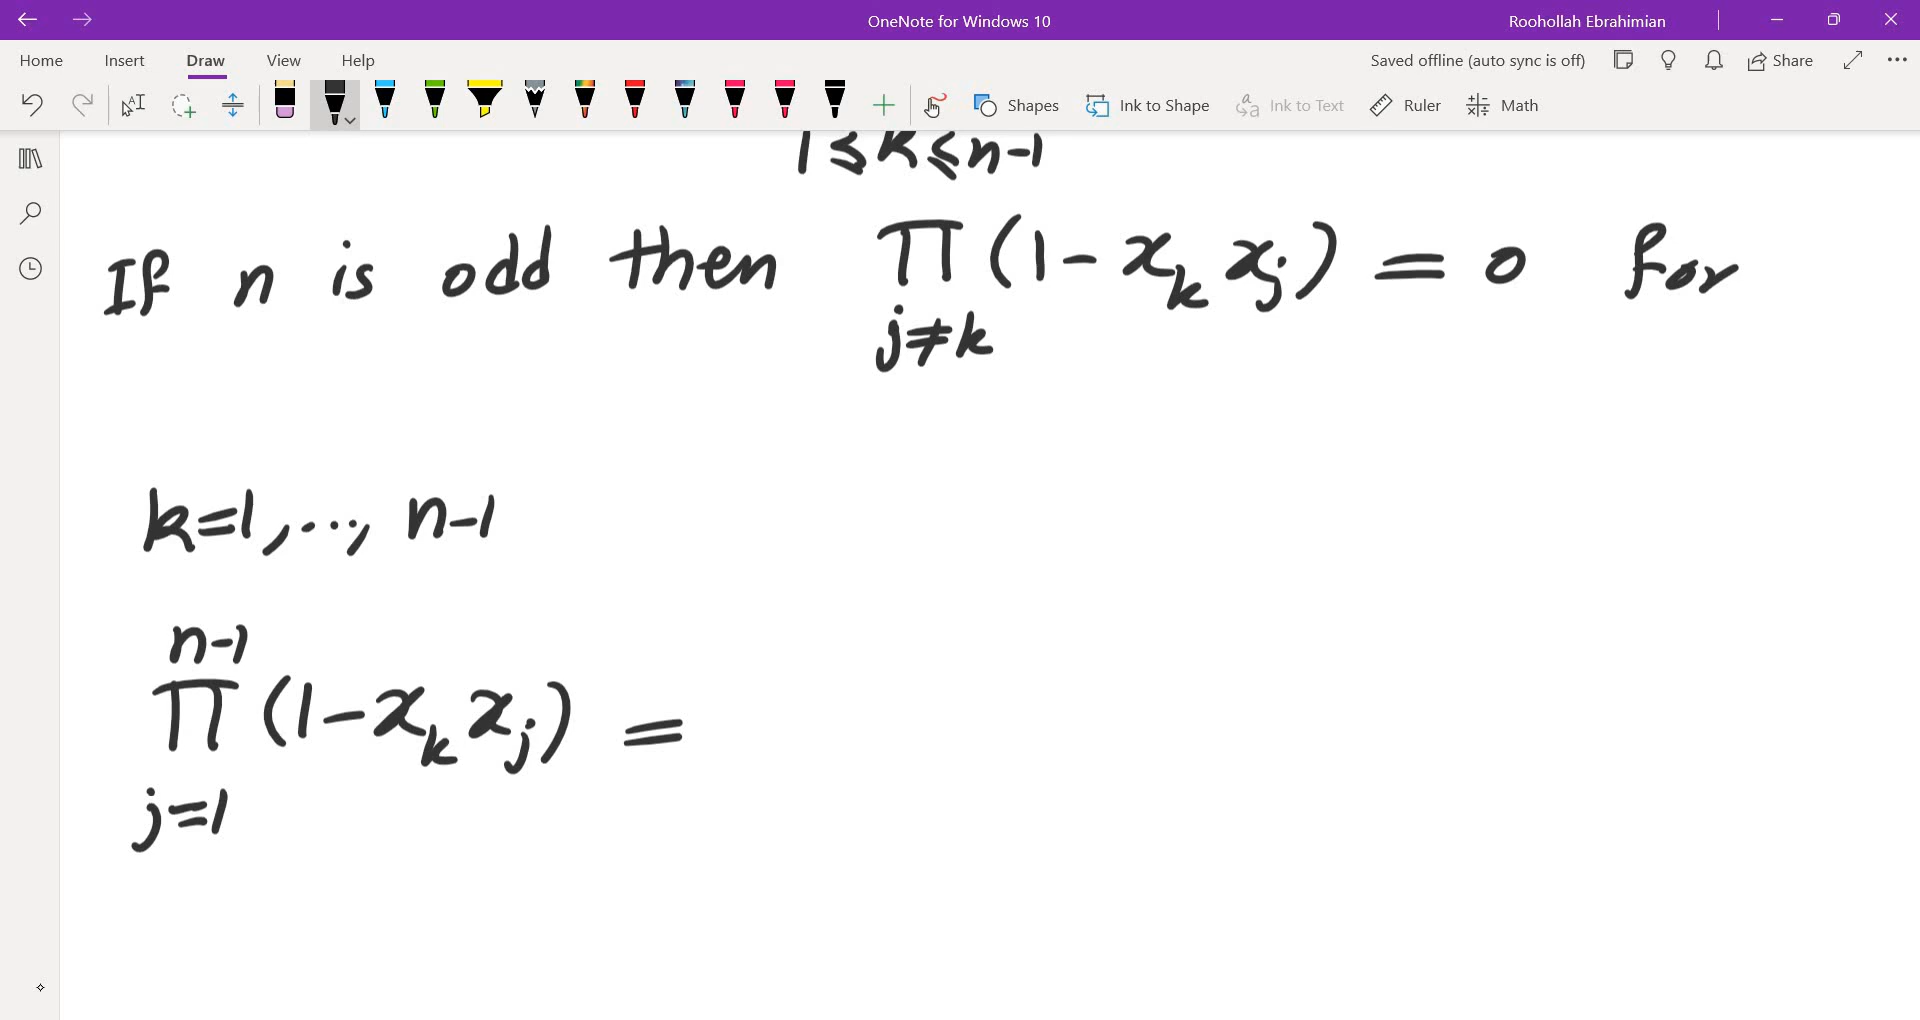 OneNote for Windows 10
Roohollah Ebrahimian
Home Insert Draw View Help
Saved offline (auto sync is off) Share
Shapes Ink to Shape Ink to Text Ruler Math
1 ≤ k ≤ n-1
If n is odd then ∏ (1 - x_k x_j) = 0 for
j≠k
k=1, ..., n-1
n-1
∏ (1 - x_k x_j) =
j=1